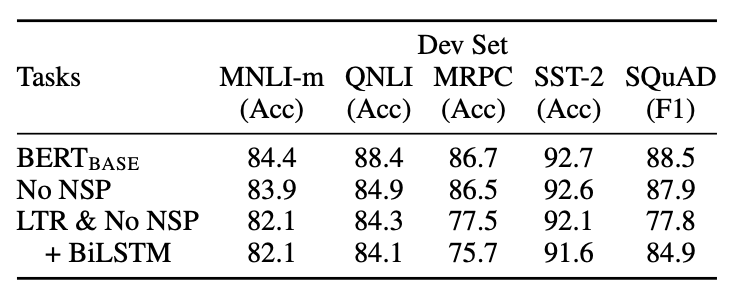 Dev Set
Tasks MNLI-m QNLI MRPC SST-2 SQuAD
(Acc) (Acc) (Acc) (Acc) (F1)
BERTBASE 84.4 88.4 86.7 92.7 88.5
No NSP 83.9 84.9 86.5 92.6 87.9
LTR & No NSP 82.1 84.3 77.5 92.1 77.8
+ BiLSTM 82.1 84.1 75.7 91.6 84.9